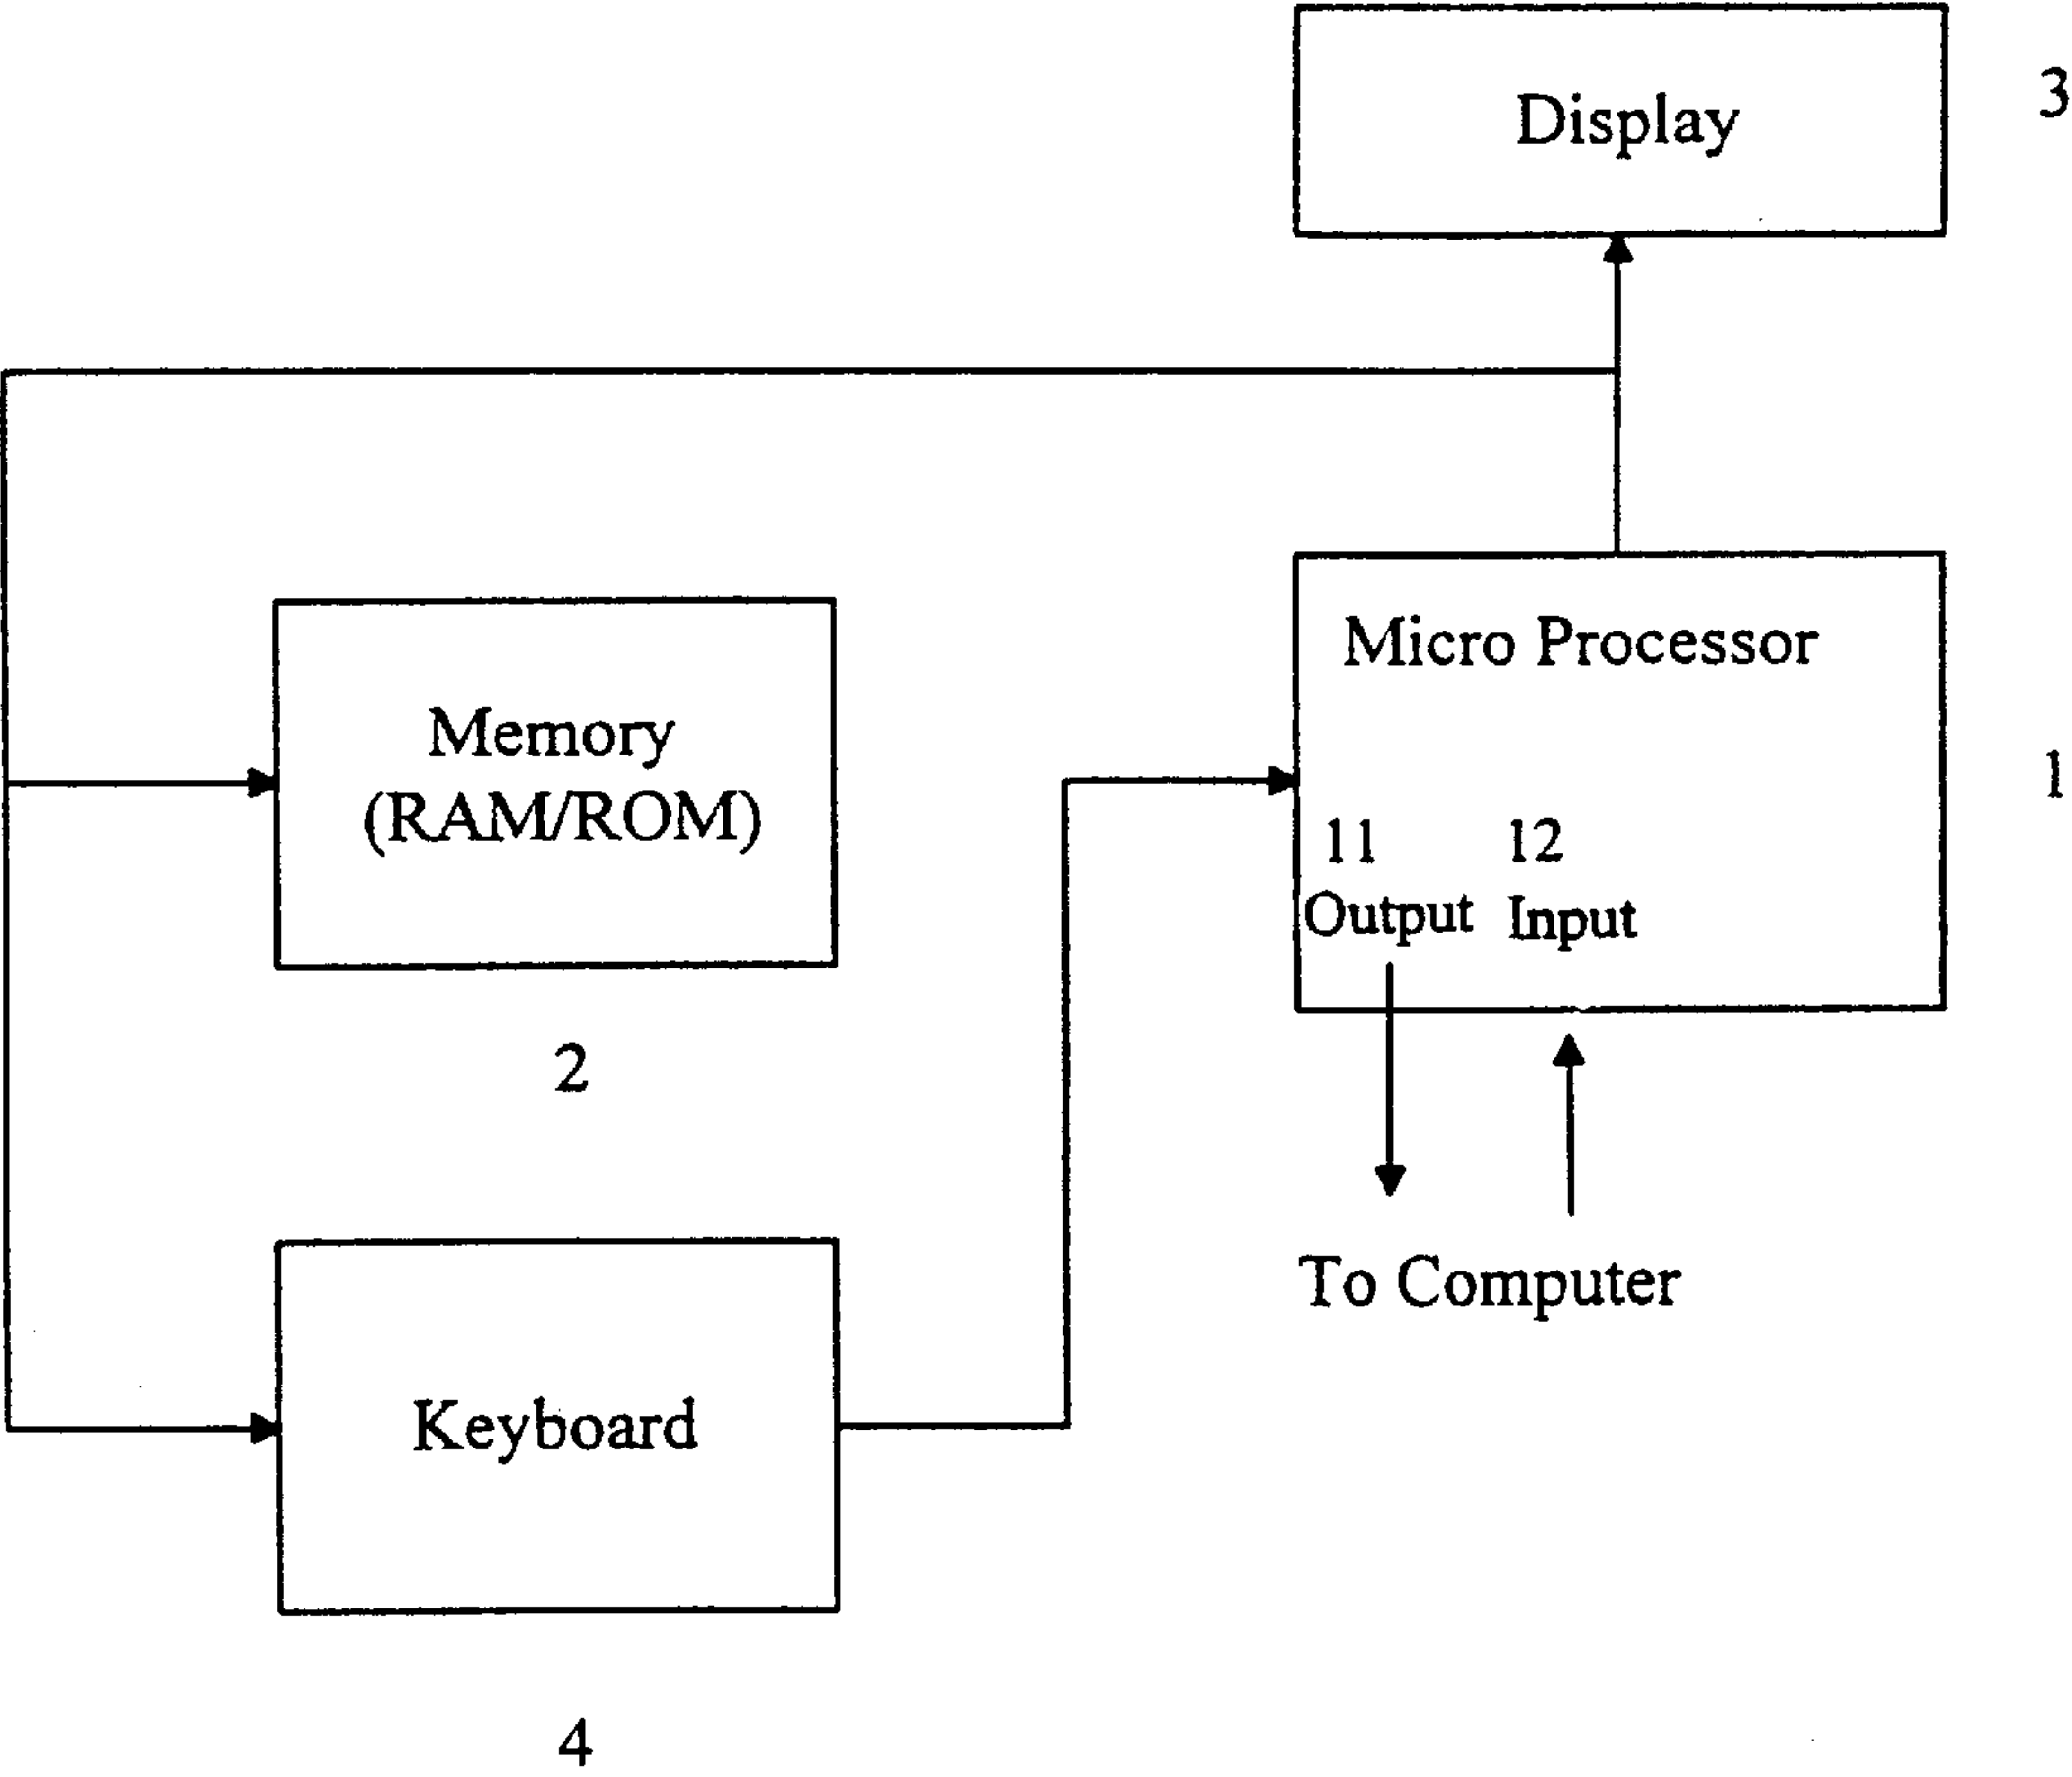 Display
3
Micro Processor
Memory
(RAM/ROM)
1
11 12
Output Input
2
To Computer
Keyboard
4